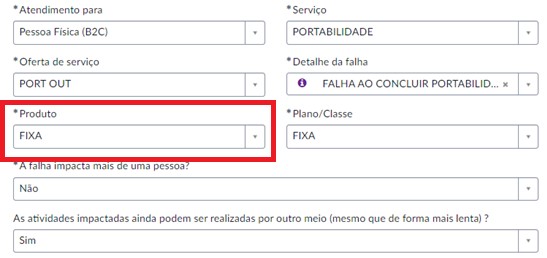 *Atendimento para
*Serviço
Pessoa Física (B2C)
PORTABILIDADE
*Oferta de serviço
*Detalhe da falha
PORT OUT
FALHA AO CONCLUIR PORTABILID...
*Produto
*Plano/Classe
FIXA
FIXA
*A falha impacta mais de uma pessoa?
Não
As atividades impactadas ainda podem ser realizadas por outro meio (mesmo que de forma mais lenta) ?
Sim